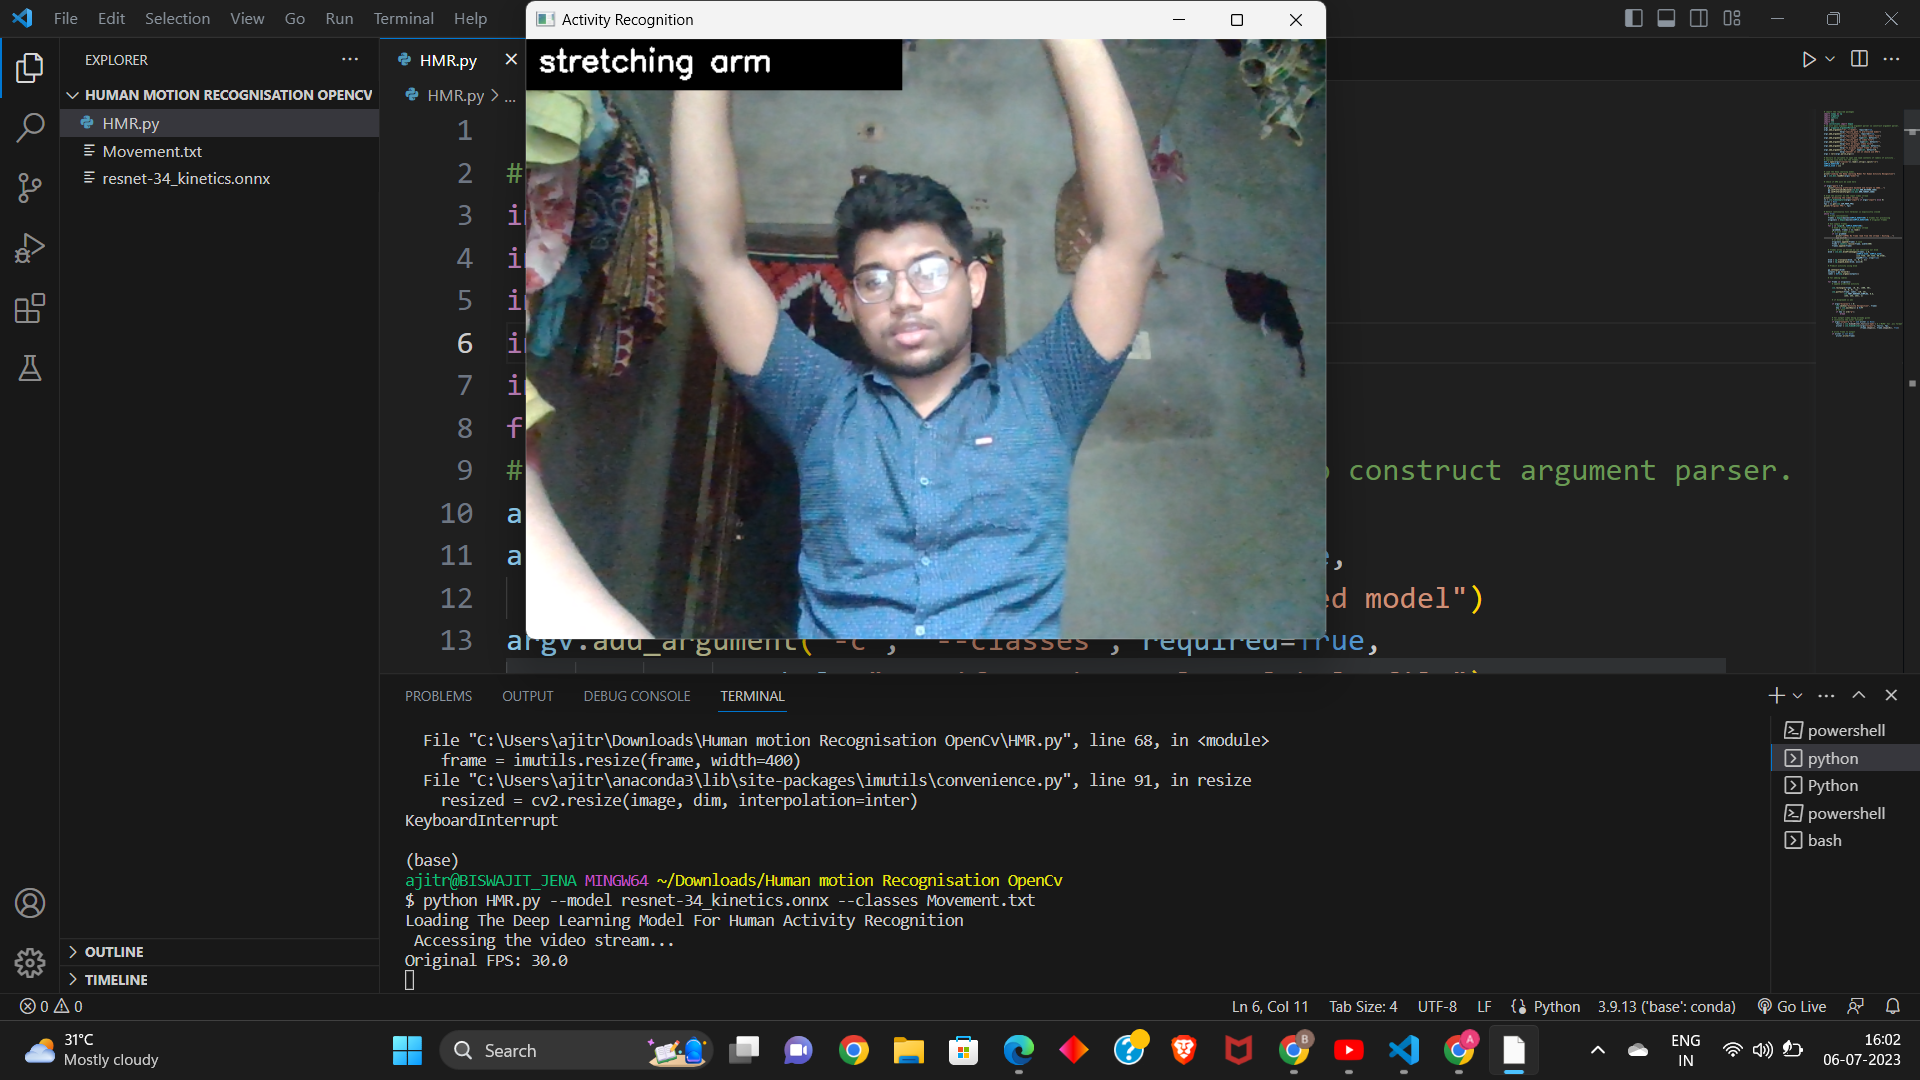 File Edit Selection View Go Run Terminal Help
Activity Recognition
stretching arm
EXPLORER
HUMAN MOTION RECOGNISATION OPENCV
HMR.py
Movement.txt
resnet-34_kinetics.onnx
OUTLINE
TIMELINE
HMR.py
HMR.py > ...
1
2 #
3
4
5
6
7
8 f
9 # construct argument parser.
10 a
11 a
12 model")
13 argv.add_argument("-c", "--classes", required=True,
PROBLEMS OUTPUT DEBUG CONSOLE TERMINAL
File "C:\Users\ajitr\Downloads\Human motion Recognisation OpenCv\HMR.py", line 68, in <module>
frame = imutils.resize(frame, width=400)
File "C:\Users\ajitr\anaconda3\lib\site-packages\imutils\convenience.py", line 91, in resize
resized = cv2.resize(image, dim, interpolation=inter)
KeyboardInterrupt
(base)
ajitr@BISWAJIT_JENA MINGW64 ~/Downloads/Human motion Recognisation OpenCv
$ python HMR.py --model resnet-34_kinetics.onnx --classes Movement.txt
Loading The Deep Learning Model For Human Activity Recognition
Accessing the video stream...
Original FPS: 30.0
powershell
python
Python
powershell
bash
0 0
Ln 6, Col 11 Tab Size: 4 UTF-8 LF Python 3.9.13 ('base': conda) Go Live
31°C
Mostly cloudy
Search
ENG
IN
16:02
06-07-2023